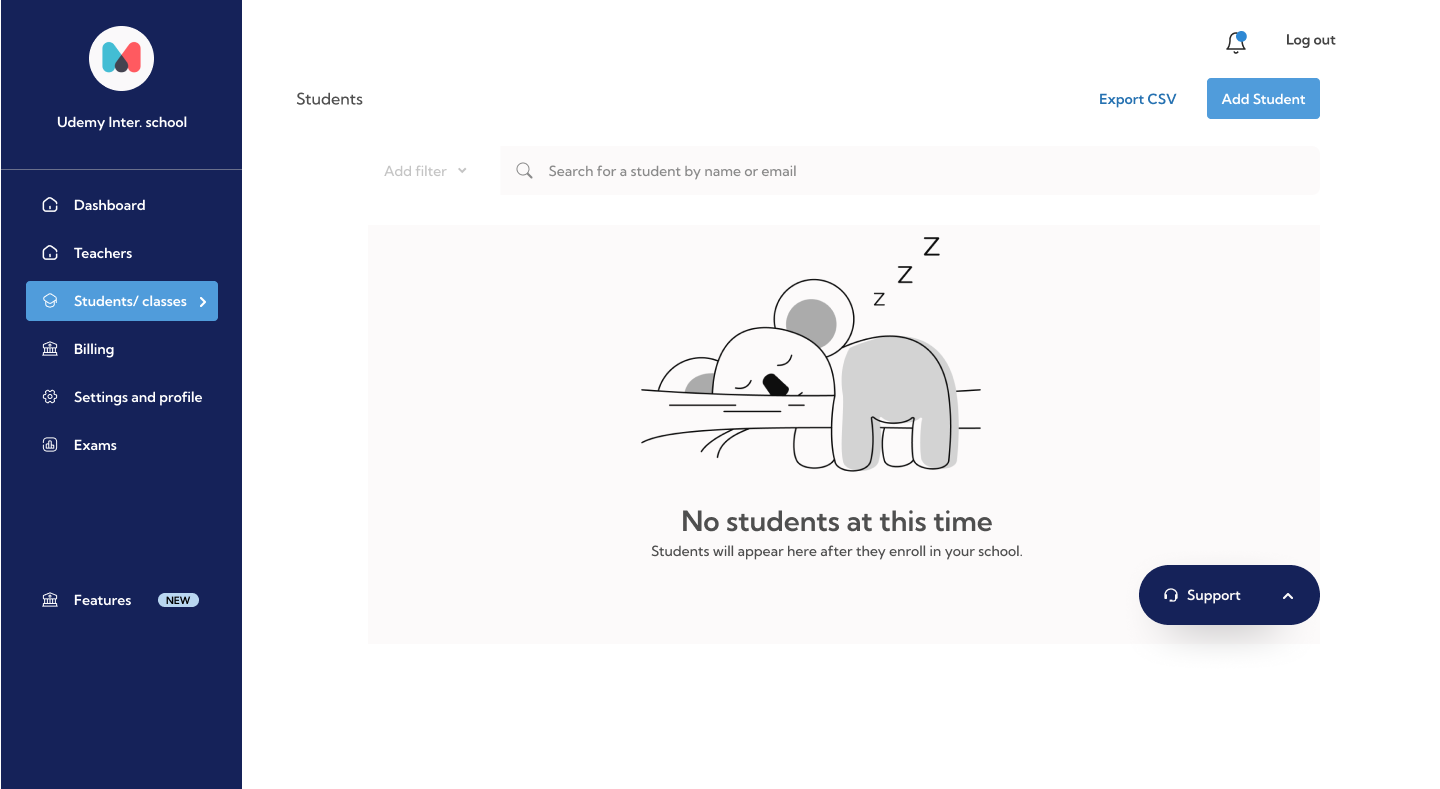 Udemy Inter. school
Dashboard
Teachers
Students/ classes
Billing
Settings and profile
Exams
Features NEW
Log out
Students
Export CSV
Add Student
Add filter
Search for a student by name or email
Z
Z
Z
No students at this time
Students will appear here after they enroll in your school.
Support